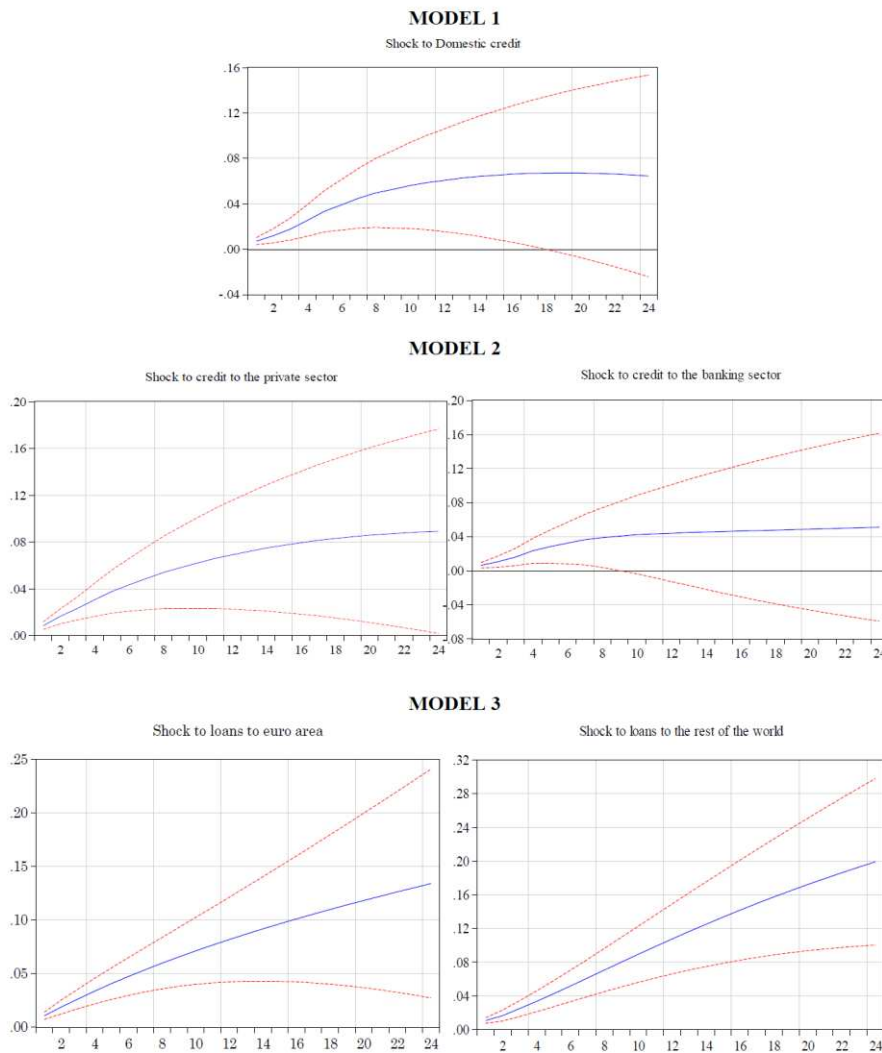 MODEL 1
Shock to Domestic credit
.16
.12
.08
.04
.00
-.04
2 4 6 8 10 12 14 16 18 20 22 24
MODEL 2
Shock to credit to the private sector
.20
.16
.12
.08
.04
.00
2 4 6 8 10 12 14 16 18 20 22 24
Shock to credit to the banking sector
.20
.16
.12
.08
.04
.00
-.04
-.08
2 4 6 8 10 12 14 16 18 20 22 24
MODEL 3
Shock to loans to euro area
.25
.20
.15
.10
.05
.00
2 4 6 8 10 12 14 16 18 20 22 24
Shock to loans to the rest of the world
.32
.28
.24
.20
.16
.12
.08
.04
.00
2 4 6 8 10 12 14 16 18 20 22 24